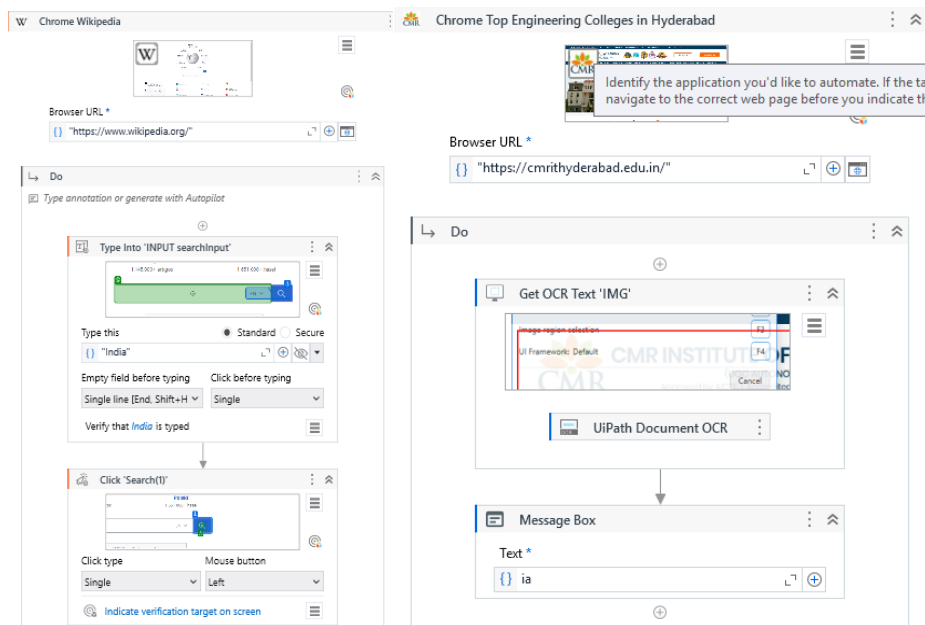 W Chrome Wikipedia
W
Browser URL *
{} "https://www.wikipedia.org/"
Do
Type annotation or generate with Autopilot
Type Into 'INPUT searchInput'
Type this
Standard
Secure
{} "India"
Empty field before typing
Click before typing
Single line [End, Shift+H
Single
Verify that India is typed
Click 'Search(1)'
Click type
Mouse button
Single
Left
Indicate verification target on screen
CMR Chrome Top Engineering Colleges in Hyderabad
CMR
Identify the application you'd like to automate. If the ta
navigate to the correct web page before you indicate th
Browser URL *
{} "https://cmrithyderabad.edu.in/"
Do
Get OCR Text 'IMG'
Image region selection
F3
UI Framework: Default
F4
CMR INSTITUTE OF
CMR
Cancel
UiPath Document OCR
Message Box
Text *
{} ia